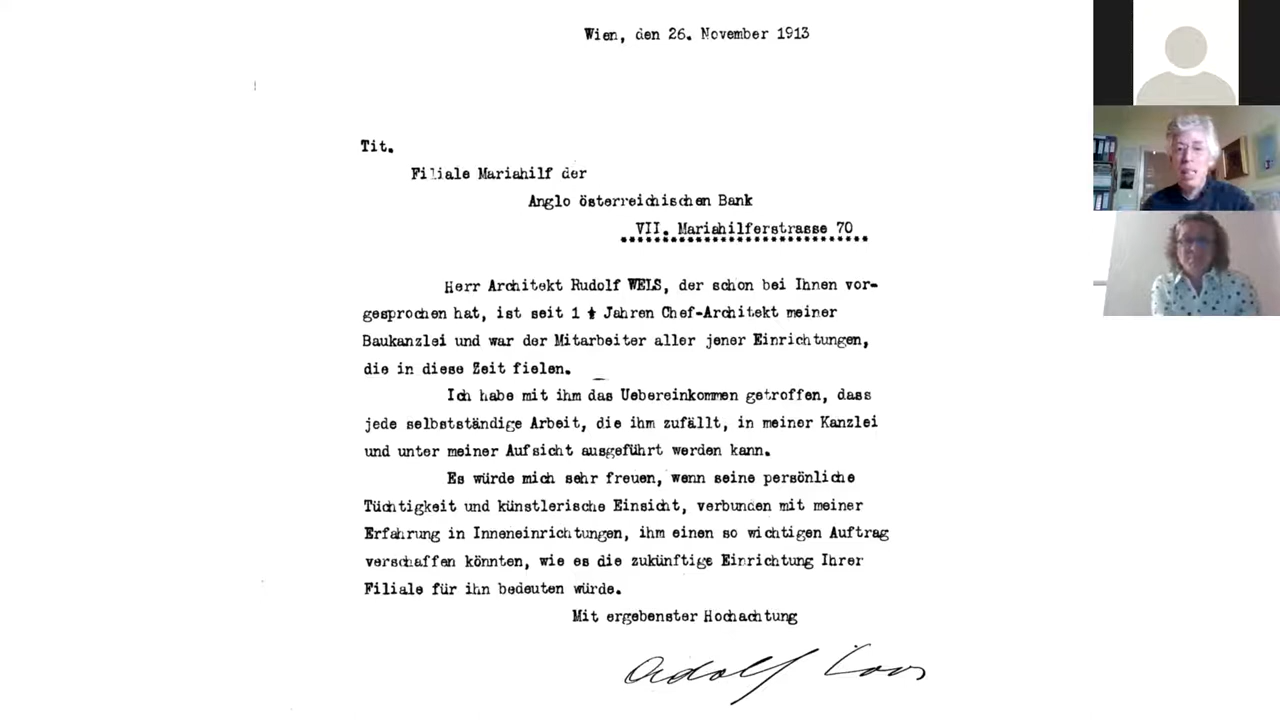 Wien, den 26. November 1913
Tit.
Filiale Mariahilf der
Anglo österreichischen Bank
VII. Mariahilferstrasse 70
Herr Architekt Rudolf WELS, der schon bei Ihnen vor-
gesprochen hat, ist seit 1 Jahren Chef-Architekt meiner
Baukanzlei und war der Mitarbeiter aller jener Einrichtungen,
die in diese Zeit fielen.
Ich habe mit ihm das Uebereinkommen getroffen, dass
jede selbstständige Arbeit, die ihm zufällt, in meiner Kanzlei
und unter meiner Aufsicht ausgeführt werden kann.
Es würde mich sehr freuen, wenn seine persönliche
Tüchtigkeit und künstlerische Einsicht, verbunden mit meiner
Erfahrung in Inneneinrichtungen, ihm einen so wichtigen Auftrag
verschaffen könnten, wie es die zukünftige Einrichtung Ihrer
Filiale für ihn bedeuten würde.
Mit ergebenster Hochachtung
Adolf Loos